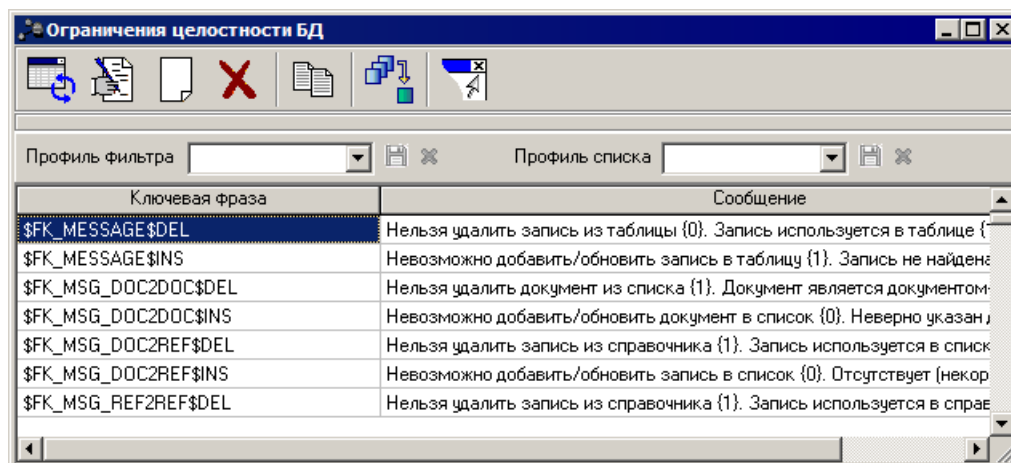 Ограничения целостности БД
Профиль фильтра Профиль списка
Ключевая фраза Сообщение
$FK_MESSAGE$DEL Нельзя удалить запись из таблицы {0}. Запись используется в таблице {
$FK_MESSAGE$INS Невозможно добавить/обновить запись в таблицу {1}. Запись не найдена
$FK_MSG_DOC2DOC$DEL Нельзя удалить документ из списка {1}. Документ является документом-
$FK_MSG_DOC2DOC$INS Невозможно добавить/обновить документ в список {0}. Неверно указан
$FK_MSG_DOC2REF$DEL Нельзя удалить запись из справочника {1}. Запись используется в списк
$FK_MSG_DOC2REF$INS Невозможно добавить/обновить запись в список {0}. Отсутствует (некор
$FK_MSG_REF2REF$DEL Нельзя удалить запись из справочника {1}. Запись используется в справ